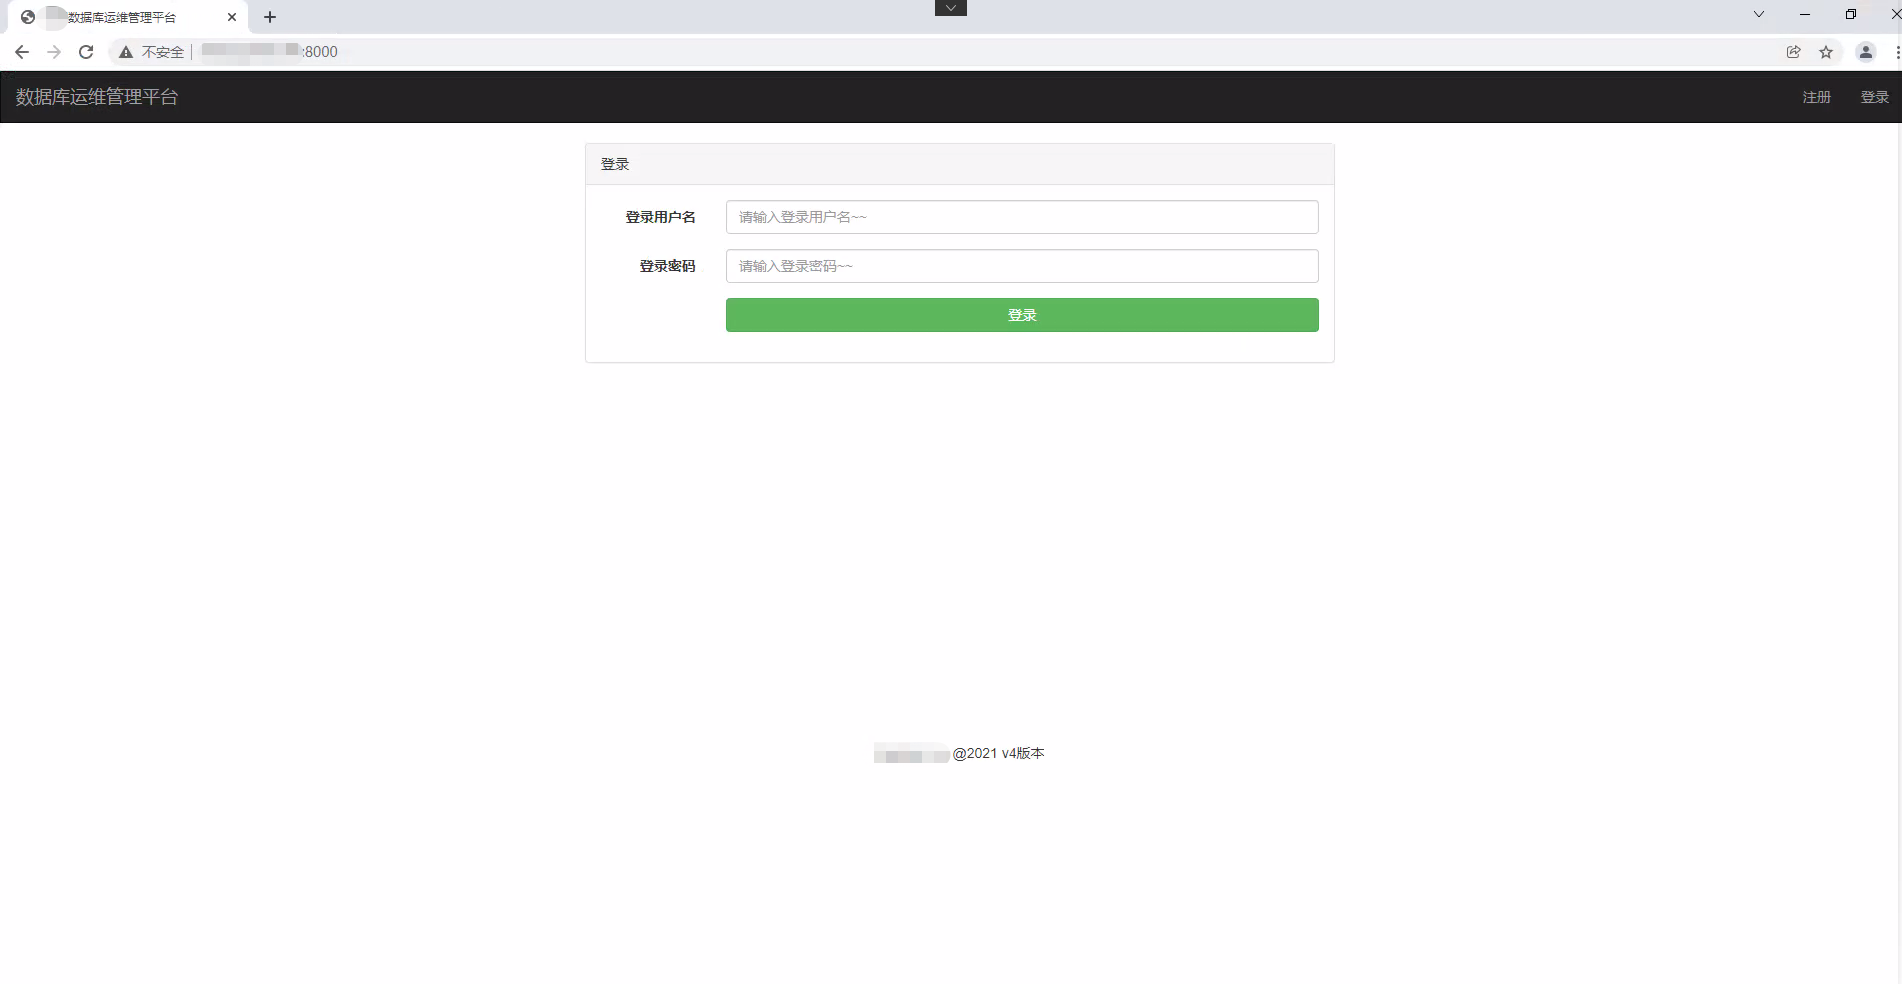 数据库运维管理平台
不安全 :8000
数据库运维管理平台 注册 登录
登录
登录用户名 请输入登录用户名~~
登录密码 请输入登录密码~~
登录
@2021 v4版本